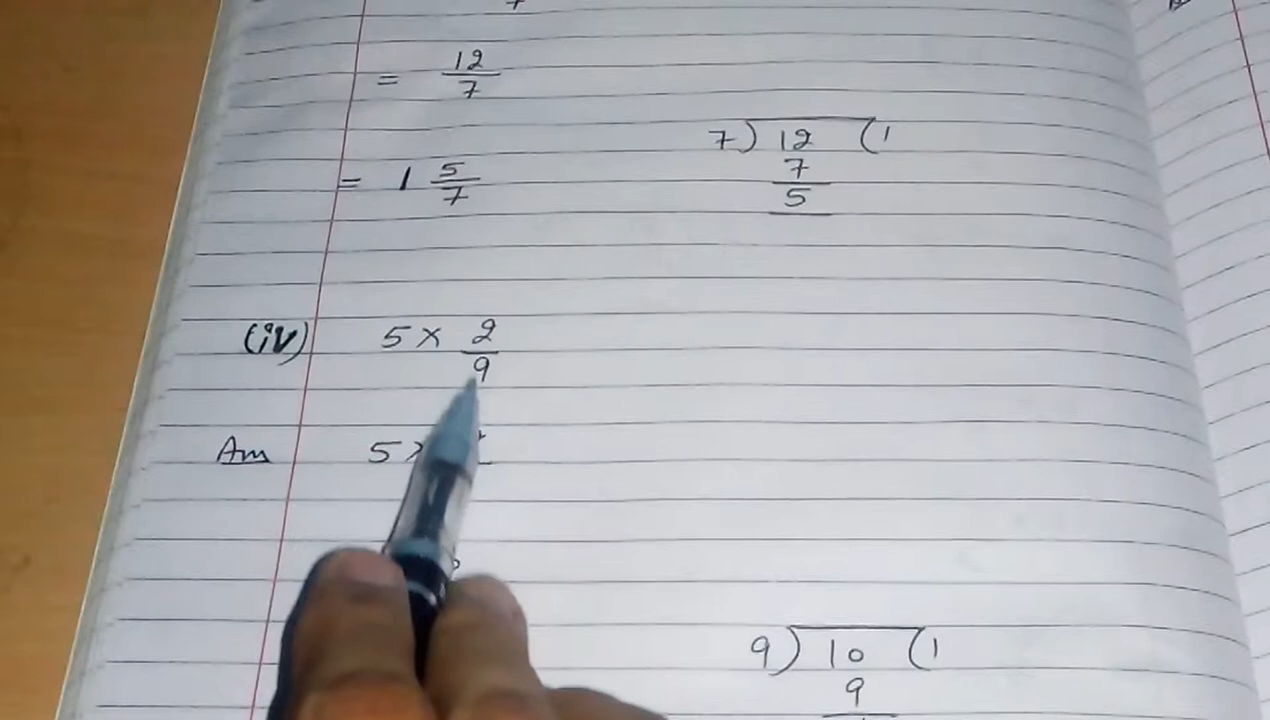 = 12/7
7) 12 (1
7
= 1 5/7
5
(iv) 5 × 2/9
Ans 5 ×
9) 10 (1
9